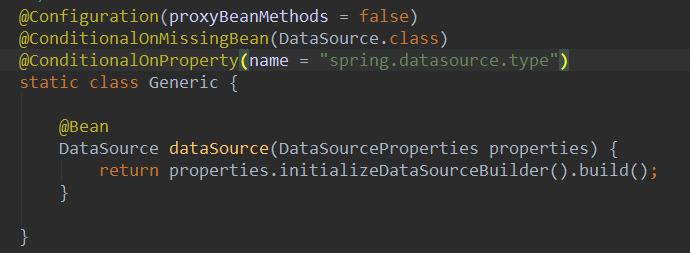 @Configuration(proxyBeanMethods = false)
@ConditionalOnMissingBean(DataSource.class)
@ConditionalOnProperty(name = "spring.datasource.type")
static class Generic {
@Bean
DataSource dataSource(DataSourceProperties properties) {
return properties.initializeDataSourceBuilder().build();
}
}